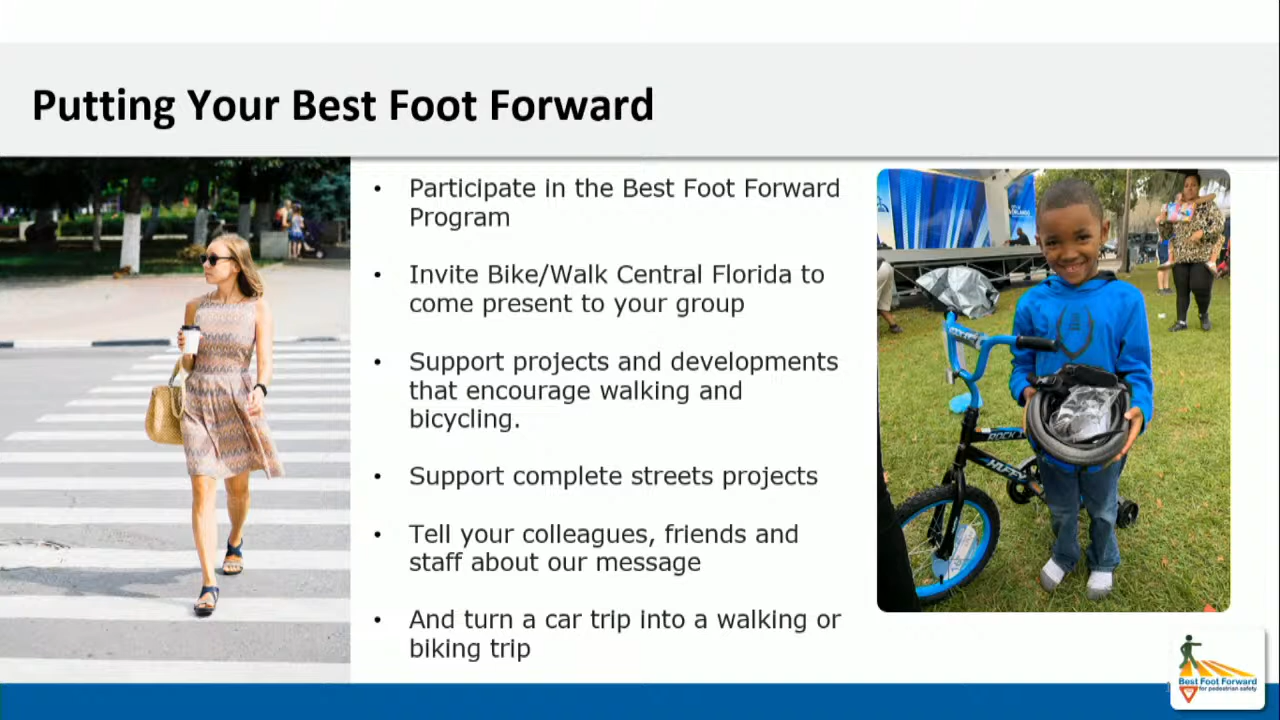 Putting Your Best Foot Forward
• Participate in the Best Foot Forward
Program
• Invite Bike/Walk Central Florida to
come present to your group
• Support projects and developments
that encourage walking and
bicycling.
• Support complete streets projects
• Tell your colleagues, friends and
staff about our message
• And turn a car trip into a walking or
biking trip
HUFFY
Best Foot Forward
for pedestrian safety